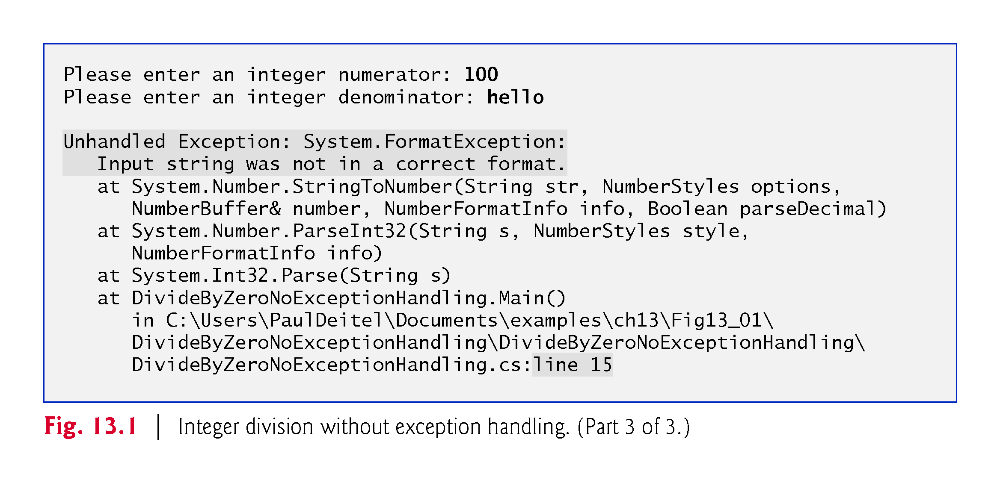 Please enter an integer numerator: 100
Please enter an integer denominator: hello
Unhandled Exception: System.FormatException:
Input string was not in a correct format.
at System.Number.StringToNumber(String str, NumberStyles options,
NumberBuffer& number, NumberFormatInfo info, Boolean parseDecimal)
at System.Number.ParseInt32(String s, NumberStyles style,
NumberFormatInfo info)
at System.Int32.Parse(String s)
at DivideByZeroNoExceptionHandling.Main()
in C:\Users\PaulDeitel\Documents\examples\ch13\Fig13_01\
DivideByZeroNoExceptionHandling\DivideByZeroNoExceptionHandling\
DivideByZeroNoExceptionHandling.cs:line 15
Fig. 13.1 | Integer division without exception handling. (Part 3 of 3.)